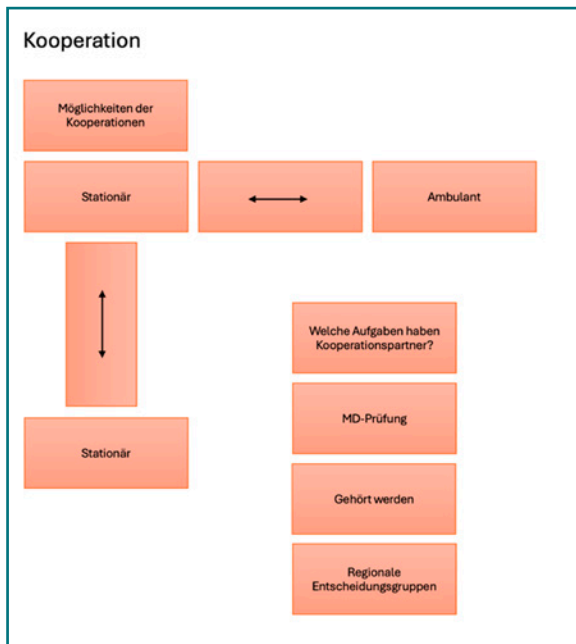 Kooperation
Möglichkeiten der
Kooperationen
Stationär
Ambulant
Stationär
Welche Aufgaben haben
Kooperationspartner?
MD-Prüfung
Gehört werden
Regionale
Entscheidungsgruppen